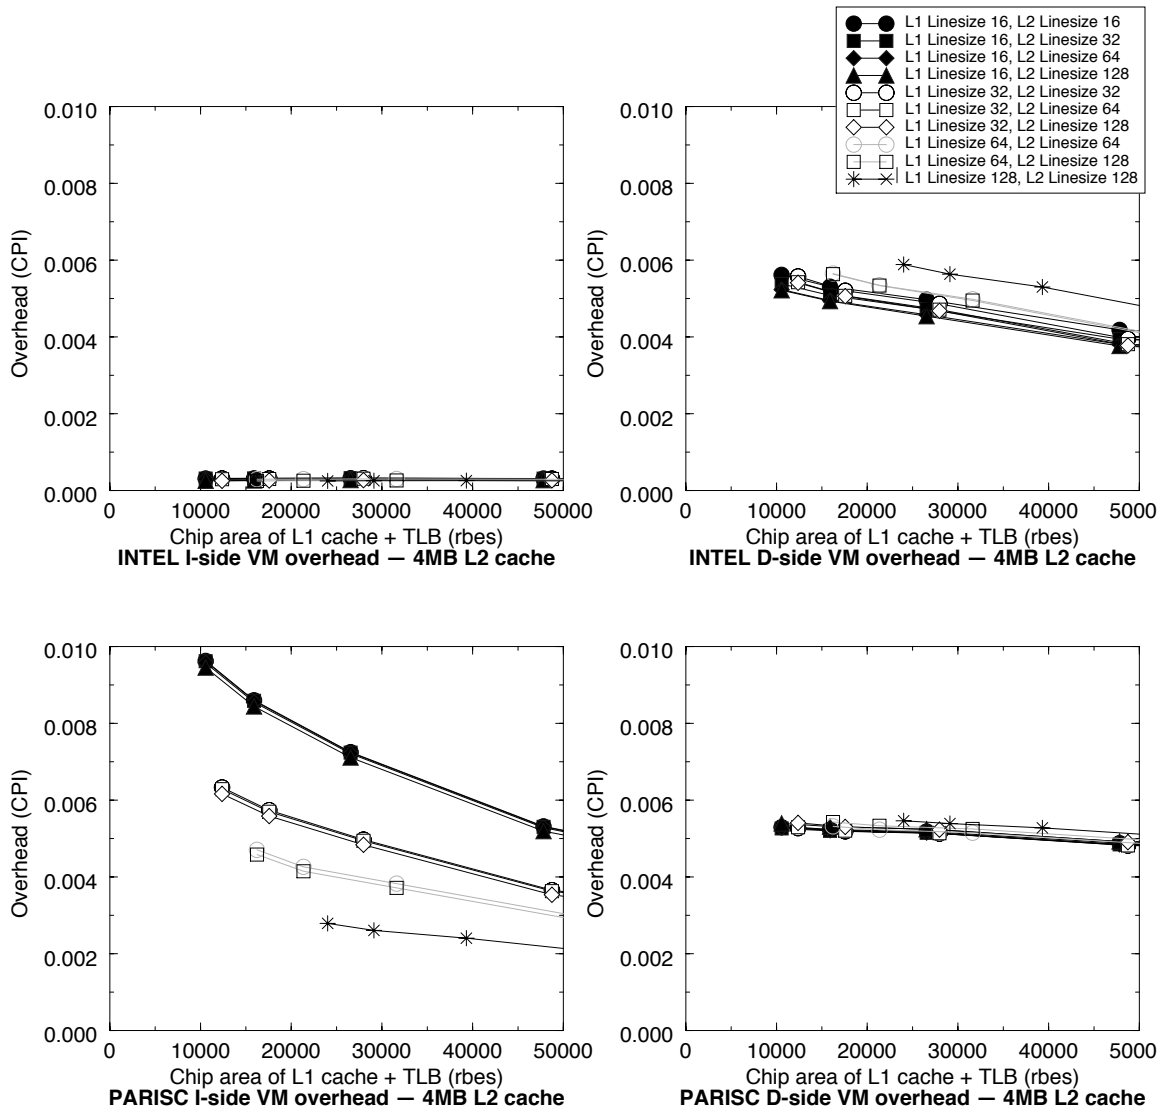 L1 Linesize 16, L2 Linesize 16
L1 Linesize 16, L2 Linesize 32
L1 Linesize 16, L2 Linesize 64
L1 Linesize 16, L2 Linesize 128
L1 Linesize 32, L2 Linesize 32
L1 Linesize 32, L2 Linesize 64
L1 Linesize 32, L2 Linesize 128
L1 Linesize 64, L2 Linesize 64
L1 Linesize 64, L2 Linesize 128
L1 Linesize 128, L2 Linesize 128
0.010
0.008
0.006
0.004
0.002
0.000
Overhead (CPI)
0 10000 20000 30000 40000 50000
Chip area of L1 cache + TLB (rbes)
INTEL I-side VM overhead — 4MB L2 cache
0.010
0.008
0.006
0.004
0.002
0.000
Overhead (CPI)
0 10000 20000 30000 40000 5000
Chip area of L1 cache + TLB (rbes)
INTEL D-side VM overhead — 4MB L2 cache
0.010
0.008
0.006
0.004
0.002
0.000
Overhead (CPI)
0 10000 20000 30000 40000 50000
Chip area of L1 cache + TLB (rbes)
PARISC I-side VM overhead — 4MB L2 cache
0.010
0.008
0.006
0.004
0.002
0.000
Overhead (CPI)
0 10000 20000 30000 40000 5000
Chip area of L1 cache + TLB (rbes)
PARISC D-side VM overhead — 4MB L2 cache